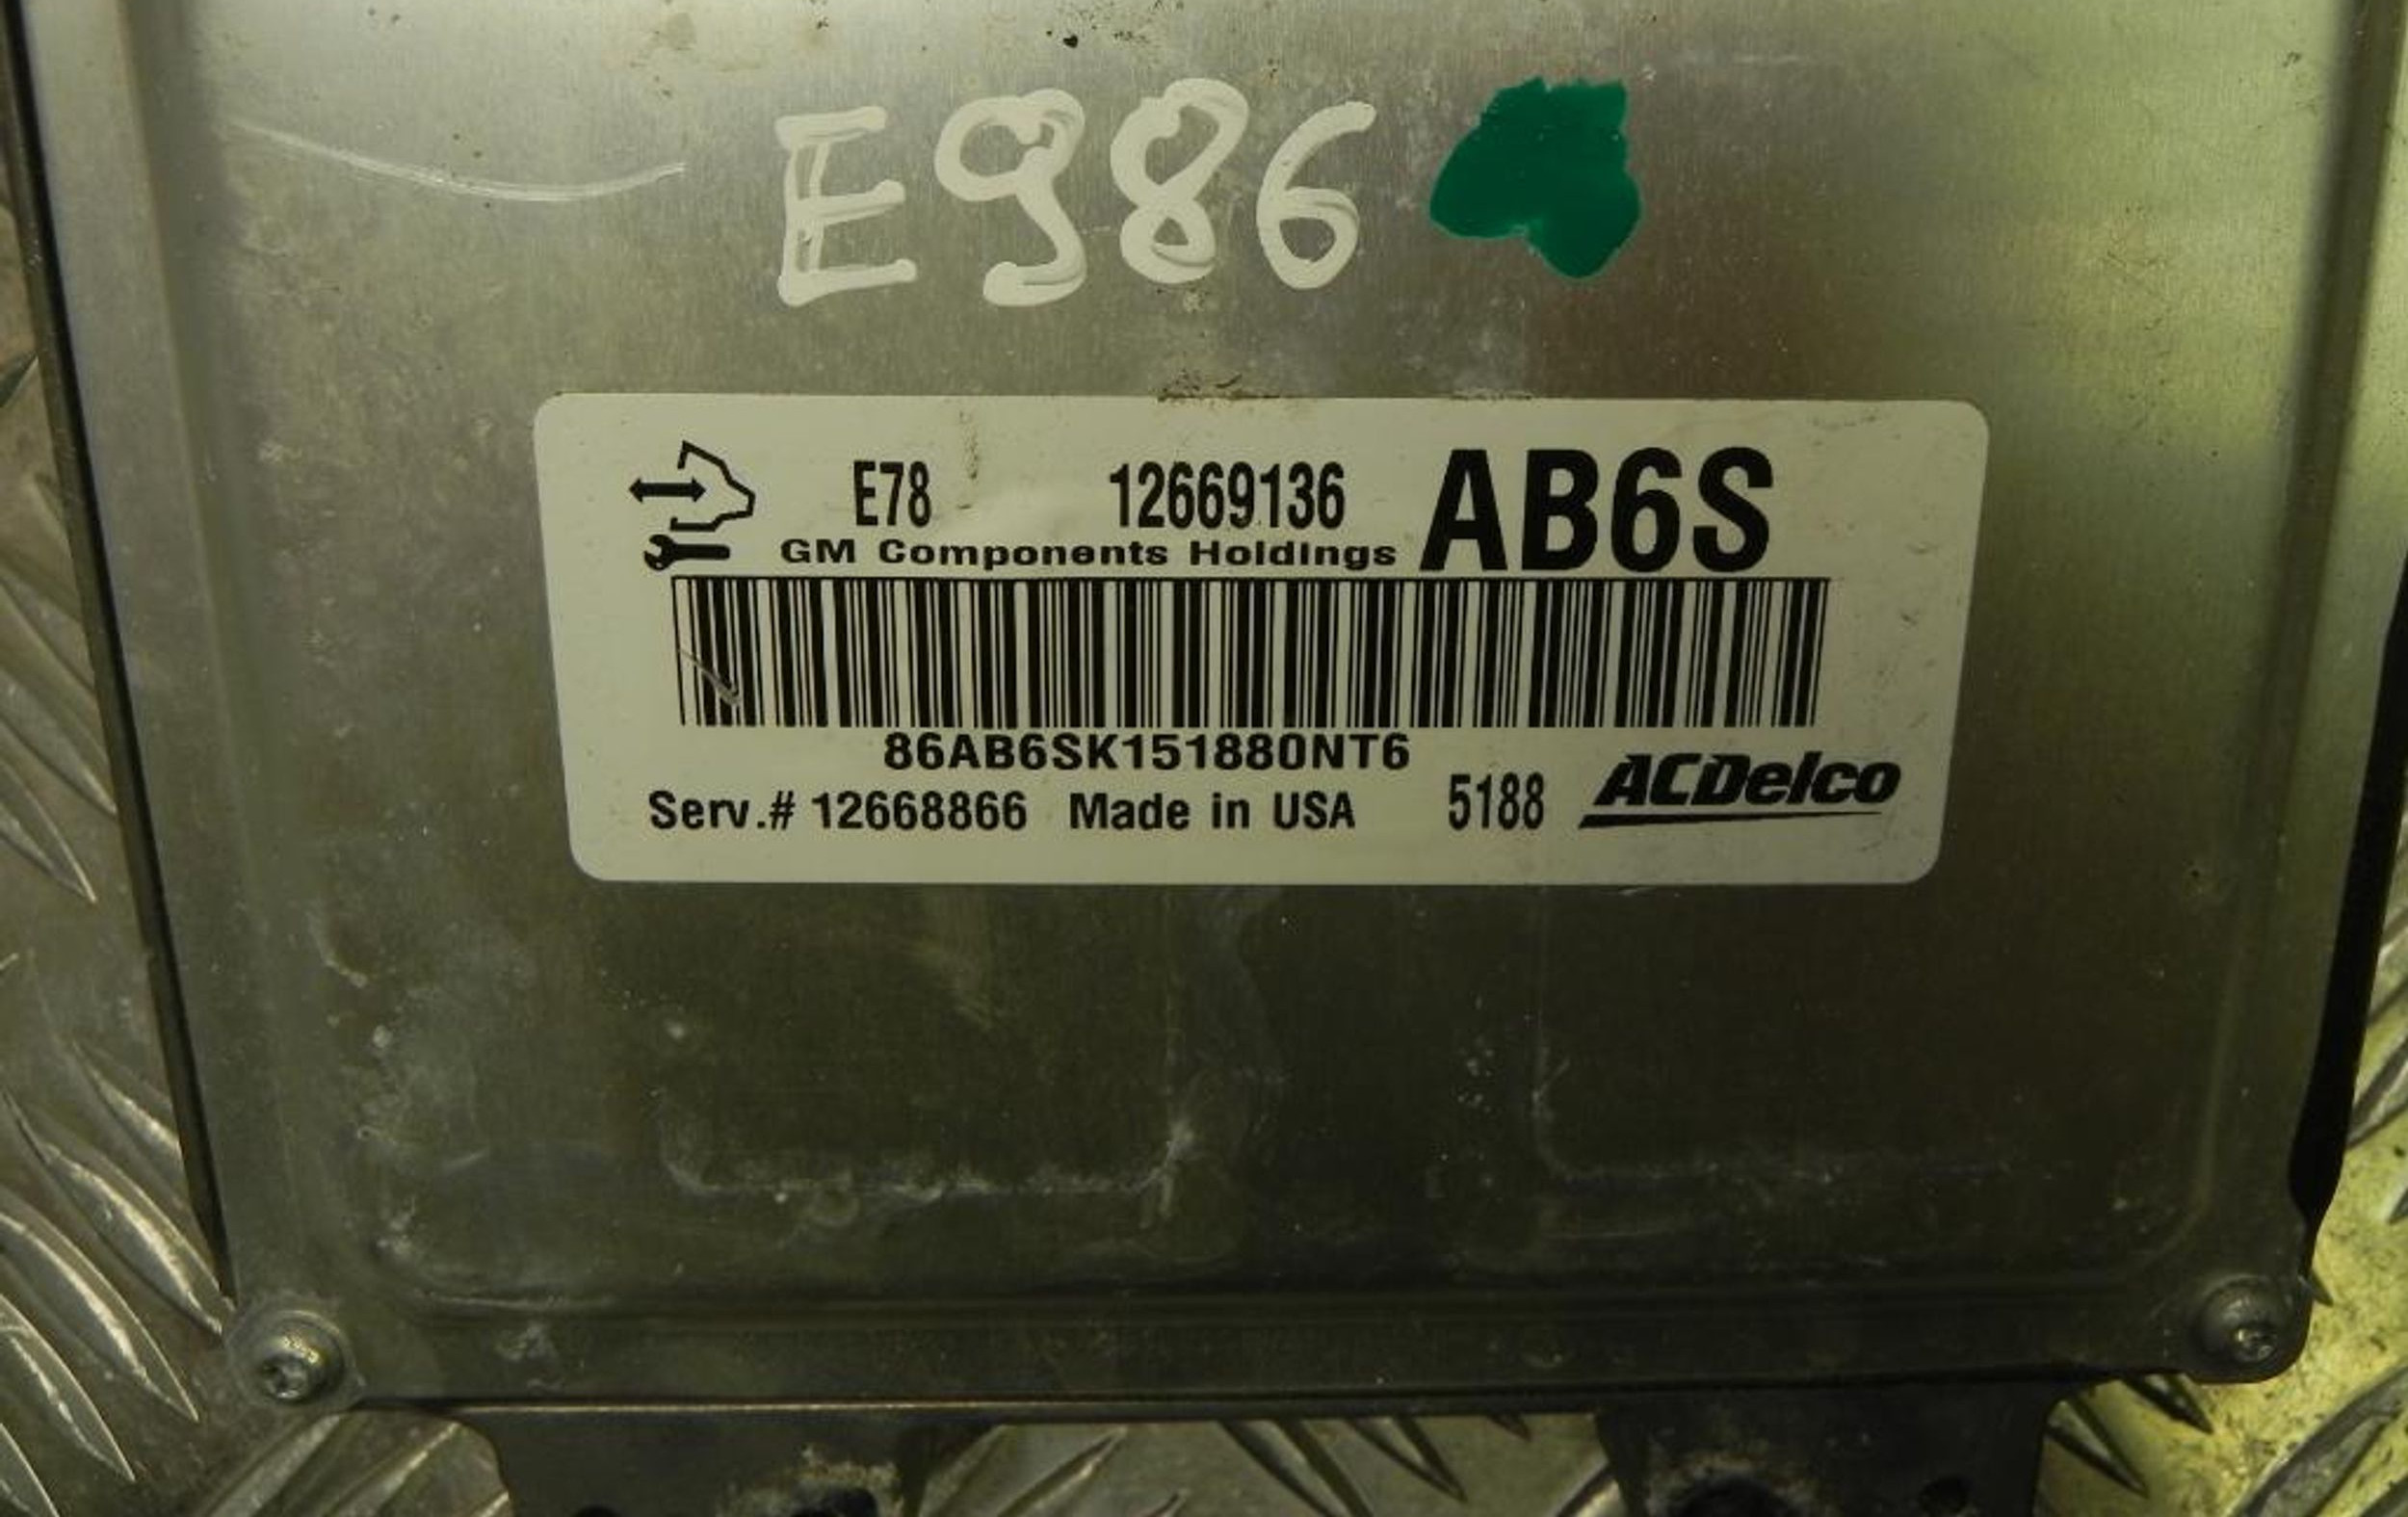 E986
E78 12669136 AB6S
GM Components Holdings
86AB6SK151880NT6
Serv.# 12668866 Made in USA 5188 ACDelco